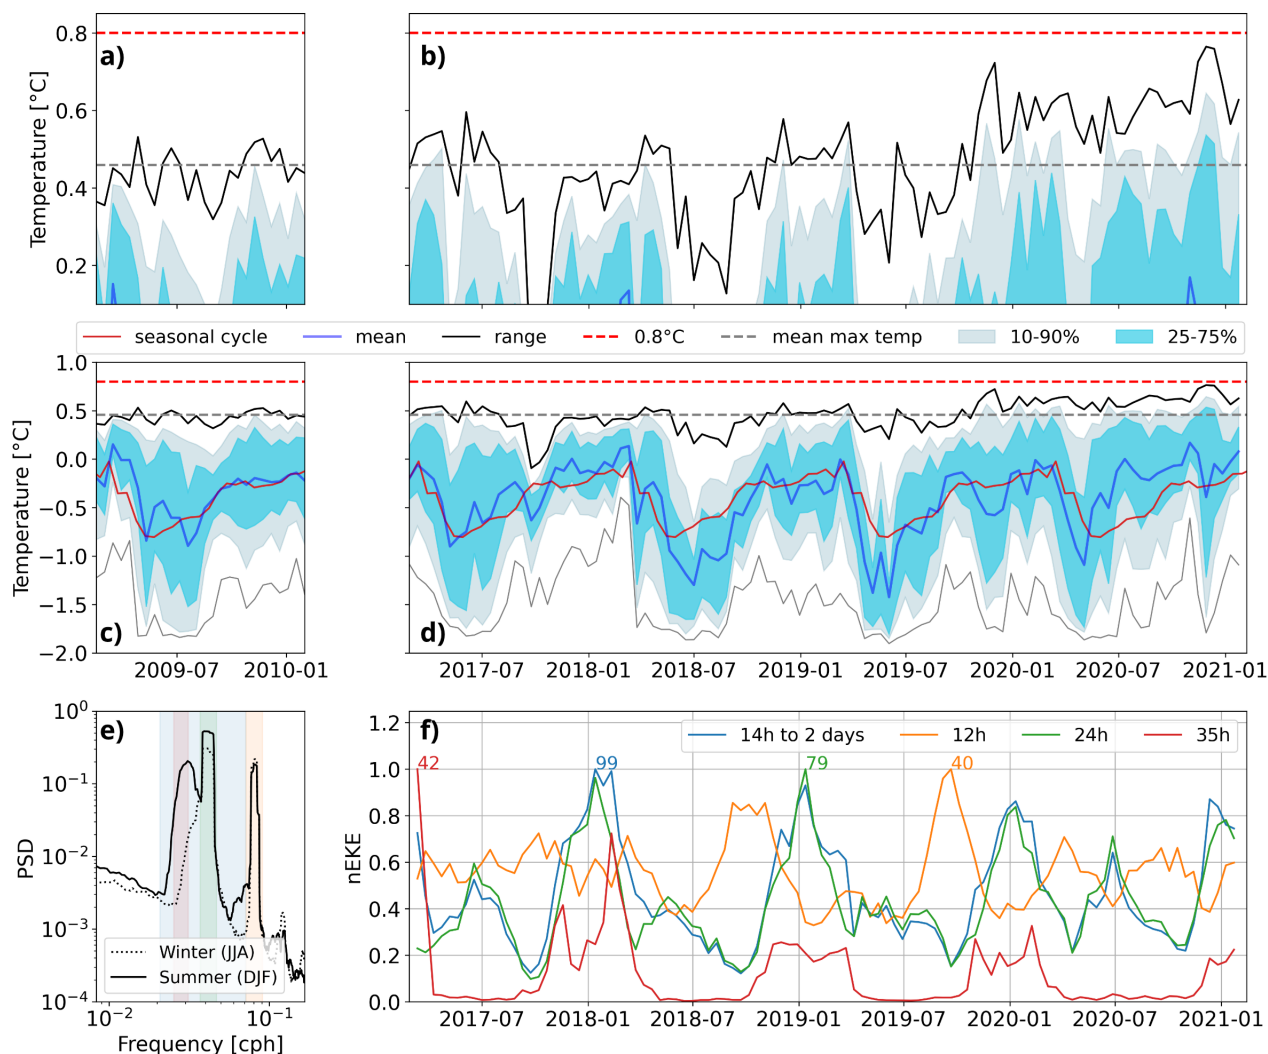 a)
b)
0.8
0.6
0.4
0.2
Temperature [°C]
seasonal cycle
mean
range
0.8°C
mean max temp
10-90%
25-75%
1.0
0.5
0.0
−0.5
−1.0
−1.5
−2.0
Temperature [°C]
c)
d)
2009-07
2010-01
2017-07
2018-01
2018-07
2019-01
2019-07
2020-01
2020-07
2021-01
e)
10^0
10^−1
10^−2
10^−3
10^−4
PSD
Winter (JJA)
Summer (DJF)
10^−2
10^−1
Frequency [cph]
f)
14h to 2 days
12h
24h
35h
42
99
79
40
1.2
1.0
0.8
0.6
0.4
0.2
0.0
nEKE
2017-07
2018-01
2018-07
2019-01
2019-07
2020-01
2020-07
2021-01